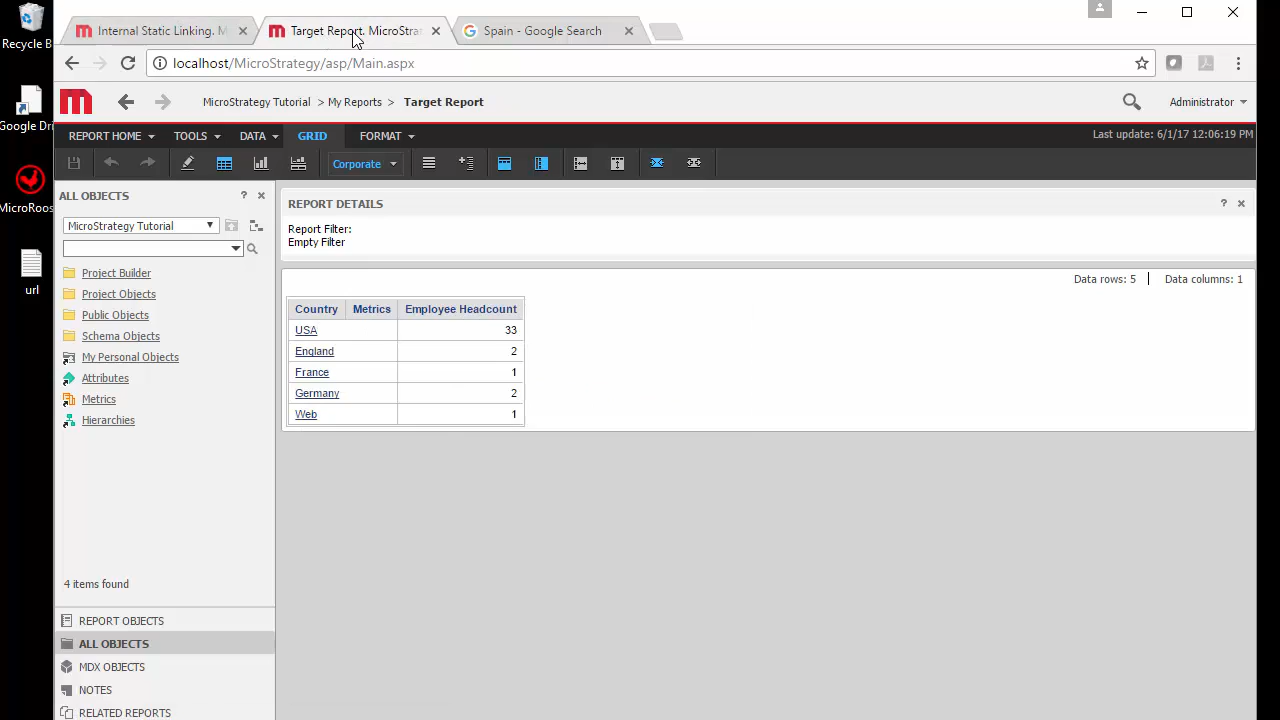 Recycle B
Google Dri
MicroRoos
url
Internal Static Linking. M
Target Report. MicroStra
Spain - Google Search
localhost/MicroStrategy/asp/Main.aspx
MicroStrategy Tutorial > My Reports > Target Report
Administrator
REPORT HOME TOOLS DATA GRID FORMAT
Last update: 6/1/17 12:06:19 PM
Corporate
ALL OBJECTS ?
MicroStrategy Tutorial
Project Builder
Project Objects
Public Objects
Schema Objects
My Personal Objects
Attributes
Metrics
Hierarchies
4 items found
REPORT OBJECTS
ALL OBJECTS
MDX OBJECTS
NOTES
RELATED REPORTS
REPORT DETAILS ?
Report Filter:
Empty Filter
Data rows: 5 Data columns: 1
Country Metrics Employee Headcount
USA 33
England 2
France 1
Germany 2
Web 1